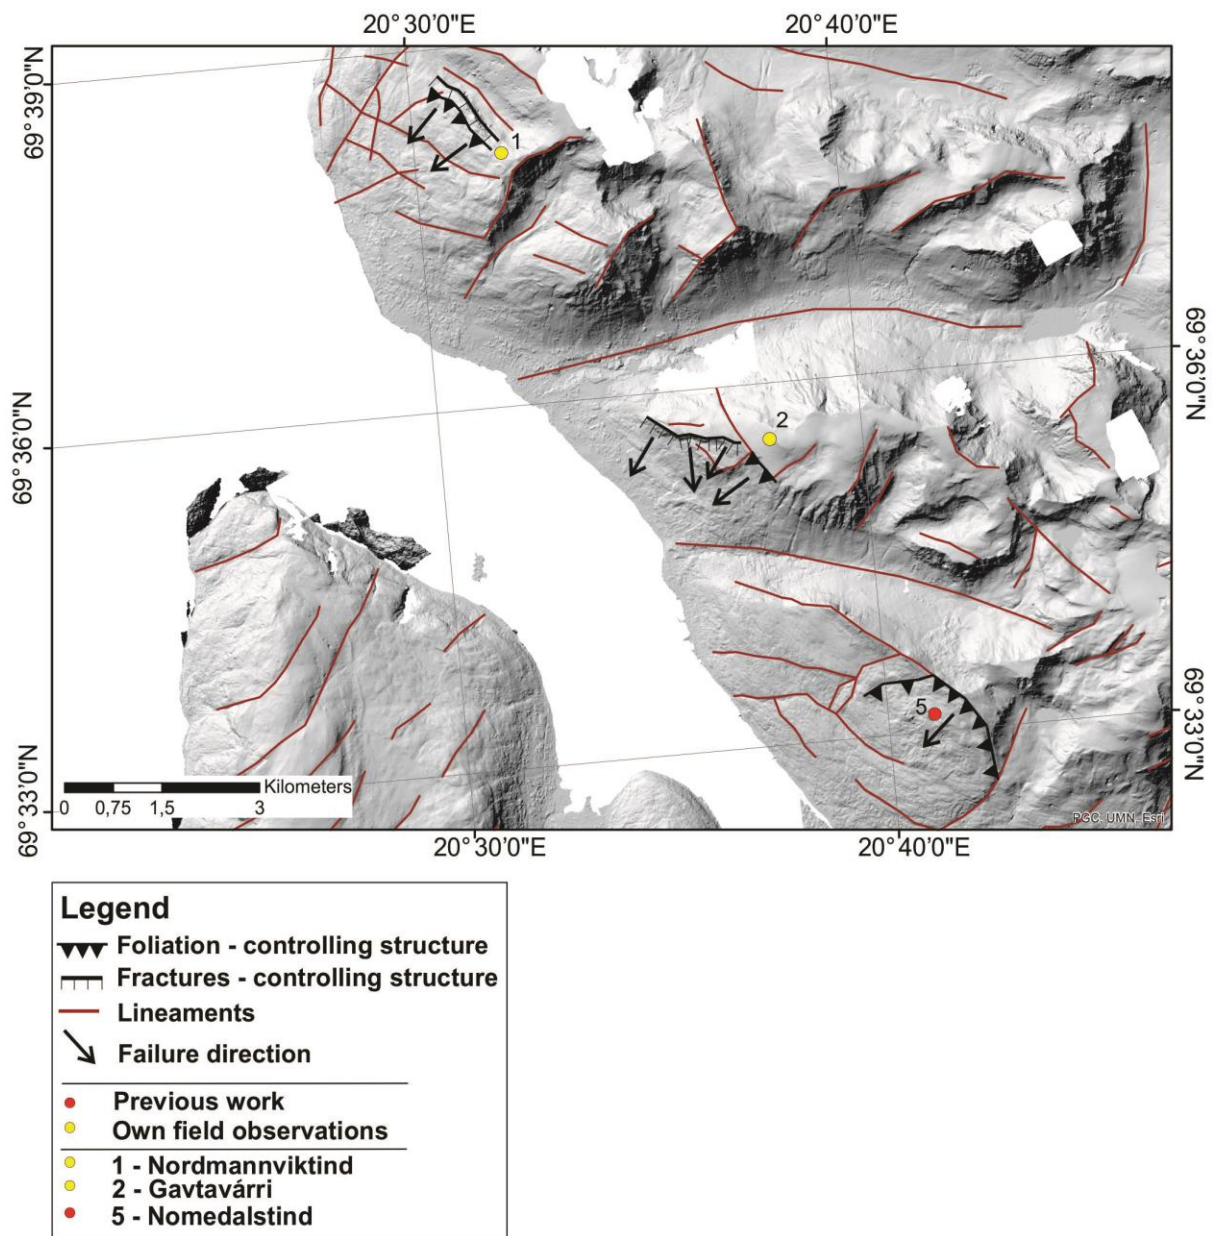 20°30’0"E
20°40’0"E
69°39’0"N
1
69°36’0"N
2
69°36’0"N
5
69°33’0"N
Kilometers
0 0,75 1,5 3
69°33’0"N
PGC, UMN, Esri
20°30’0"E
20°40’0"E
Legend
Foliation - controlling structure
Fractures - controlling structure
Lineaments
Failure direction
Previous work
Own field observations
1 - Nordmannviktind
2 - Gavtavárri
5 - Nomedalstind